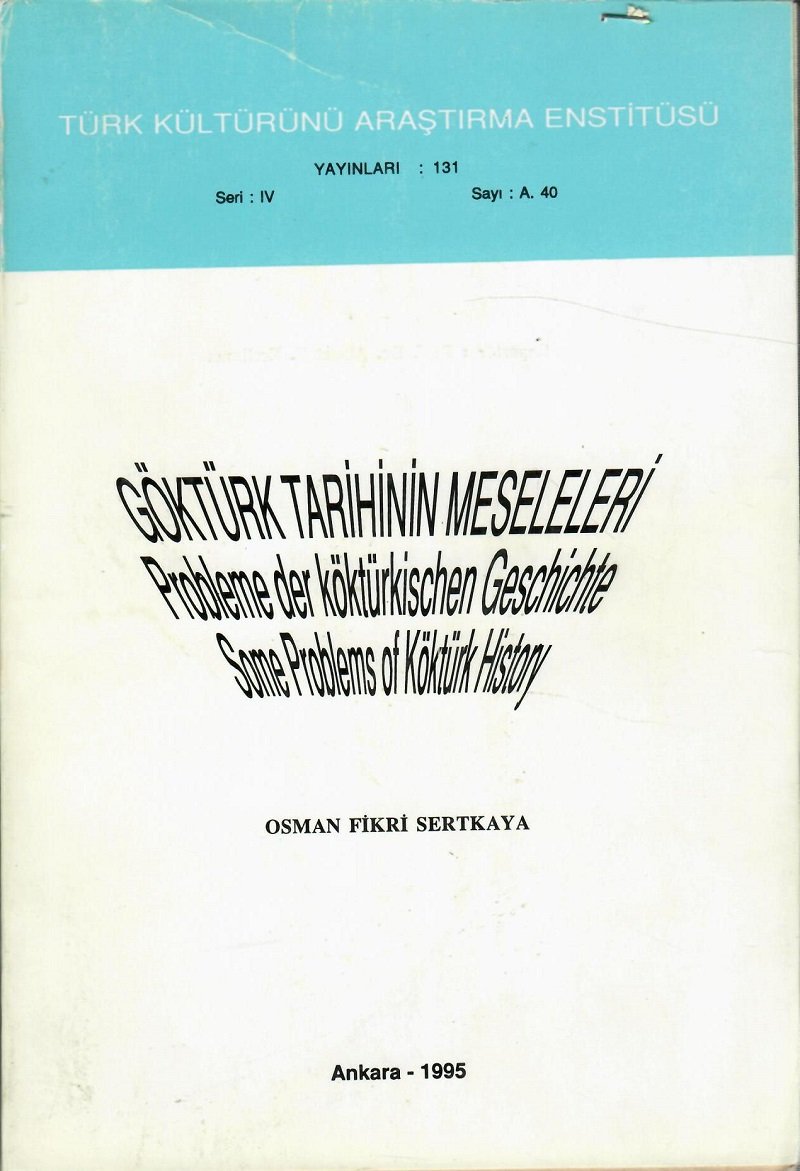 TÜRK KÜLTÜRÜNÜ ARAŞTIRMA ENSTİTÜSÜ
YAYINLARI : 131
Seri : IV Sayı : A. 40
GÖKTÜRK TARİHİNİN MESELELERİ
Probleme der köktürkischen Geschichte
Some Problems of Köktürk History
OSMAN FİKRİ SERTKAYA
Ankara - 1995